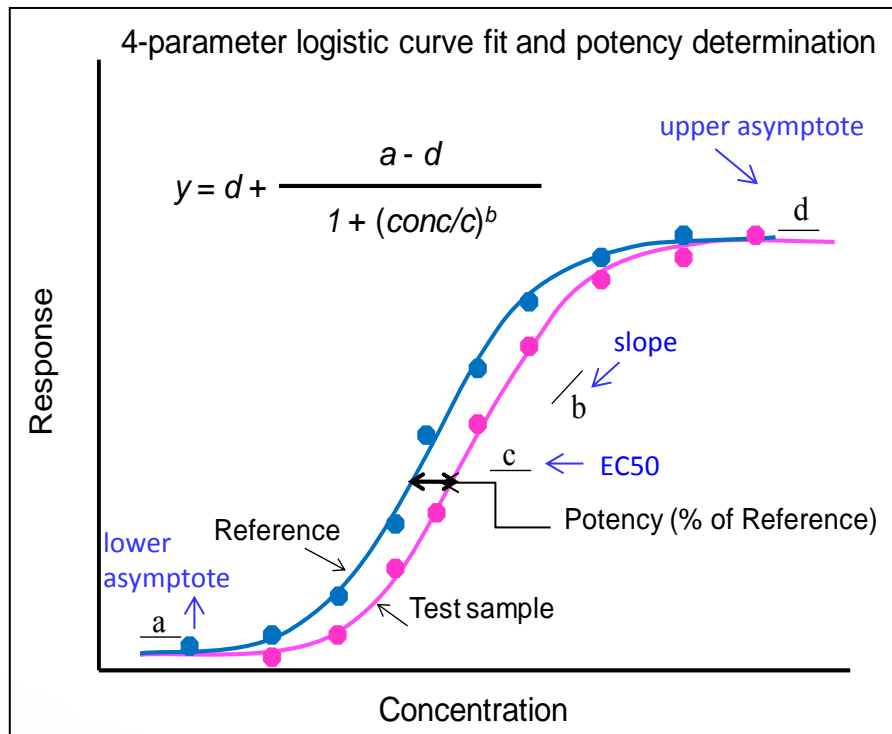 4-parameter logistic curve fit and potency determination
upper asymptote
a - d
y = d +
1 + (conc/c)^b
d
slope
b
c
EC50
Potency (% of Reference)
Reference
lower
asymptote
a
Test sample
Response
Concentration